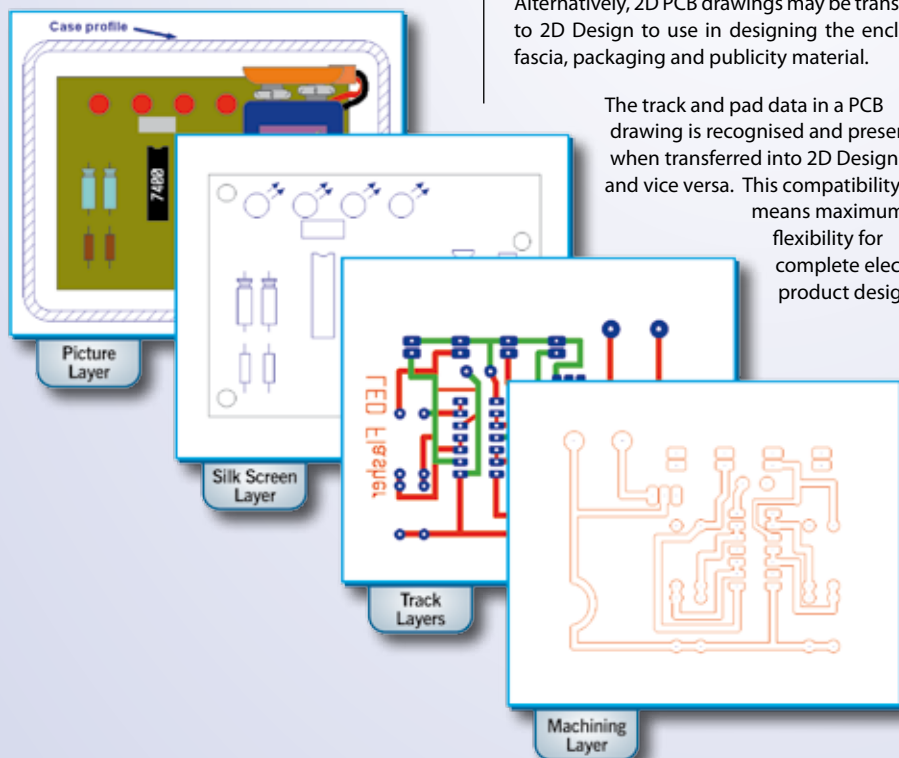 Alternatively, 2D PCB drawings may be trans
to 2D Design to use in designing the encl
fascia, packaging and publicity material.
The track and pad data in a PCB
drawing is recognised and preser
when transferred into 2D Design
and vice versa. This compatibility
means maximum
flexibility for
complete elec
product desig
Case profile
7400
Picture
Layer
Silk Screen
Layer
LED Flasher
Track
Layers
Machining
Layer